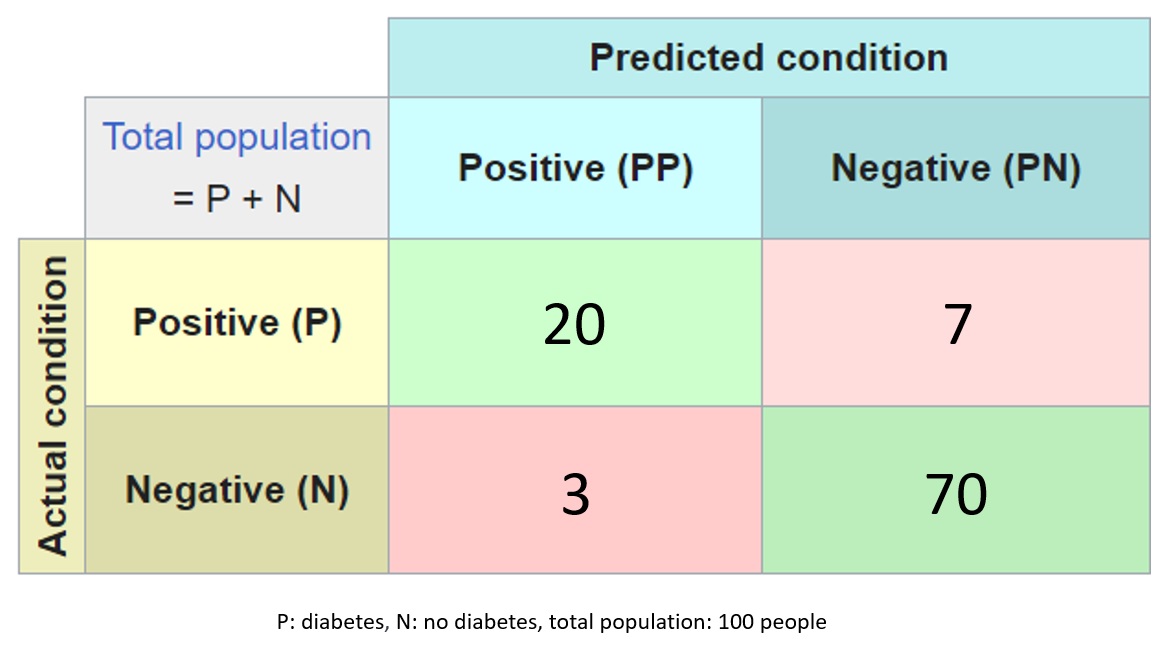 Predicted condition
Total population
= P + N
Positive (PP)
Negative (PN)
Actual condition
Positive (P)
20
7
Negative (N)
3
70
P: diabetes, N: no diabetes, total population: 100 people